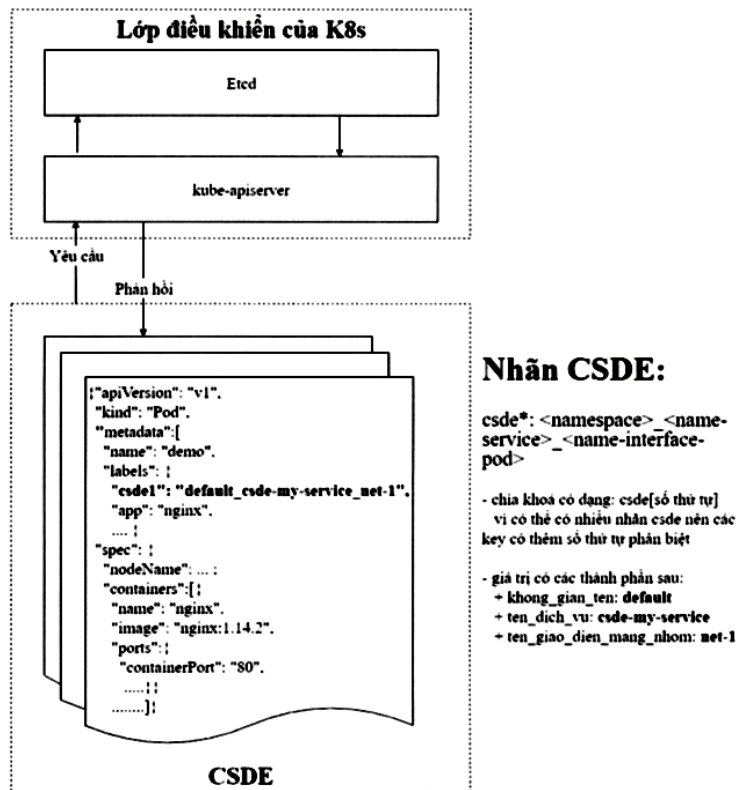 Lớp điều khiển của K8s
Etcd
kube-apiserver
Yêu cầu
Phản hồi
{"apiVersion": "v1",
"kind": "Pod",
"metadata":[
"name": "demo",
"labels": {
"csde1": "default_csde-my-service_net-1",
"app": "nginx",
.... }
"spec": {
"nodeName": ... ;
"containers":[{
"name": "nginx",
"image": "nginx:1.14.2",
"ports":{
"containerPort": "80",
.....}}
........]}
CSDE
Nhãn CSDE:
csde*: <namespace>_<name-
service>_<name-interface-
pod>
- chìa khoá có dạng: csde[số thứ tự]
vì có thể có nhiều nhãn csde nên các
key có thêm số thứ tự phân biệt
- giá trị có các thành phần sau:
+ khong_gian_ten: default
+ ten_dich_vu: csde-my-service
+ ten_giao_dien_mang_nhom: net-1